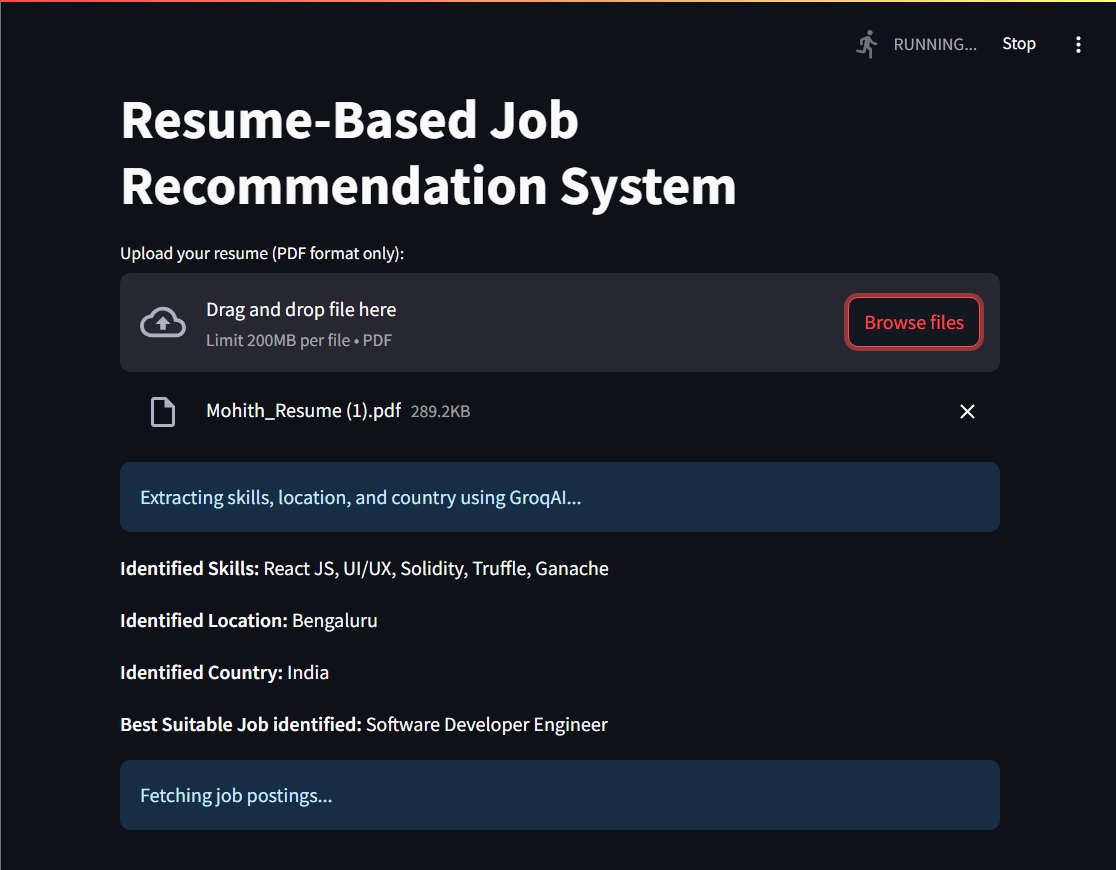 RUNNING... Stop
Resume-Based Job
Recommendation System
Upload your resume (PDF format only):
Drag and drop file here
Limit 200MB per file • PDF
Browse files
Mohith_Resume (1).pdf 289.2KB
Extracting skills, location, and country using GroqAI...
Identified Skills: React JS, UI/UX, Solidity, Truffle, Ganache
Identified Location: Bengaluru
Identified Country: India
Best Suitable Job identified: Software Developer Engineer
Fetching job postings...